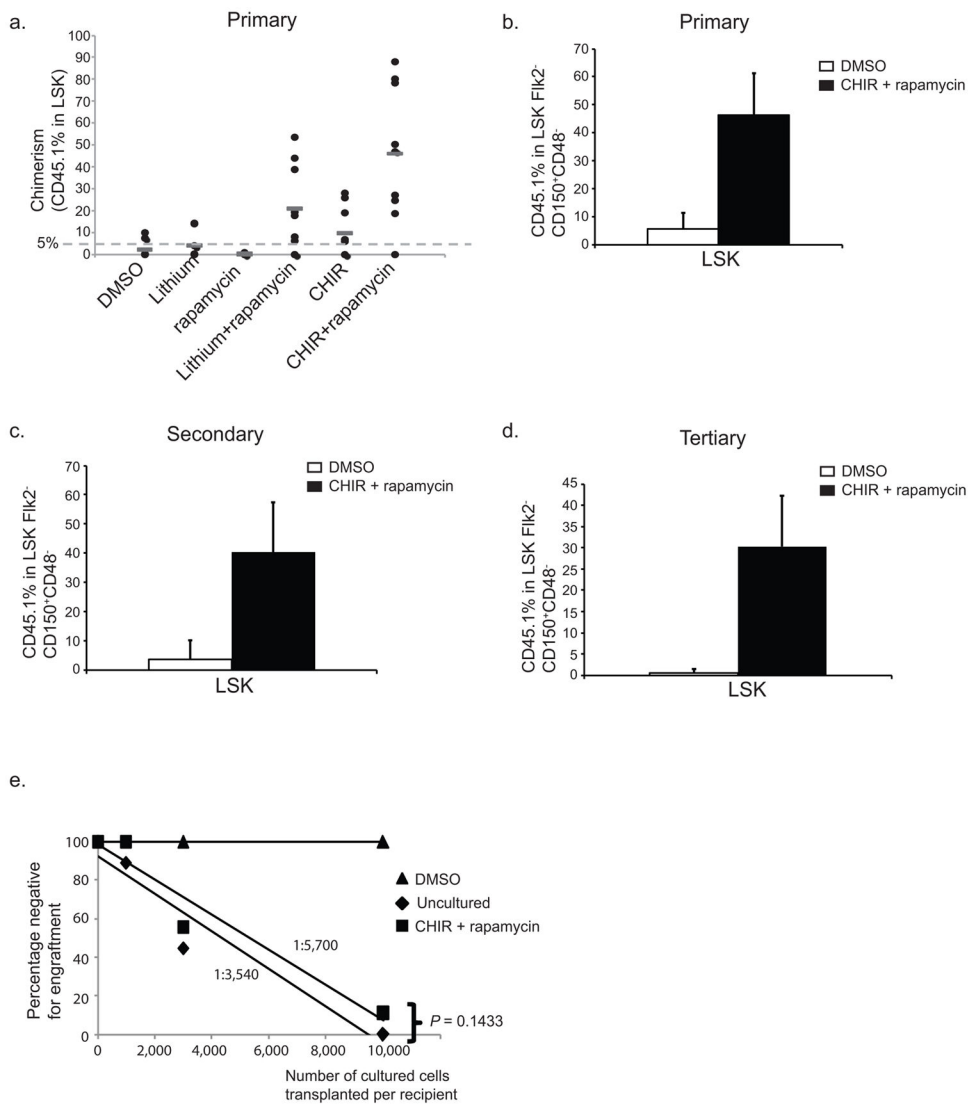 a.
Primary
Chimerism
(CD45.1% in LSK)
100
90
80
70
60
50
40
30
20
10
0
5%
DMSO
Lithium
rapamycin
Lithium+rapamycin
CHIR
CHIR+rapamycin
b.
Primary
CD45.1% in LSK Flk2-
CD150+CD48-
70
60
50
40
30
20
10
0
LSK
DMSO
CHIR + rapamycin
c.
Secondary
CD45.1% in LSK Flk2-
CD150+CD48-
70
60
50
40
30
20
10
0
LSK
DMSO
CHIR + rapamycin
d.
Tertiary
CD45.1% in LSK Flk2-
CD150+CD48-
45
40
35
30
25
20
15
10
5
0
LSK
DMSO
CHIR + rapamycin
e.
Percentage negative
for engraftment
100
80
60
40
20
0
0 2,000 4,000 6,000 8,000 10,000
Number of cultured cells
transplanted per recipient
1:5,700
1:3,540
DMSO
Uncultured
CHIR + rapamycin
P = 0.1433